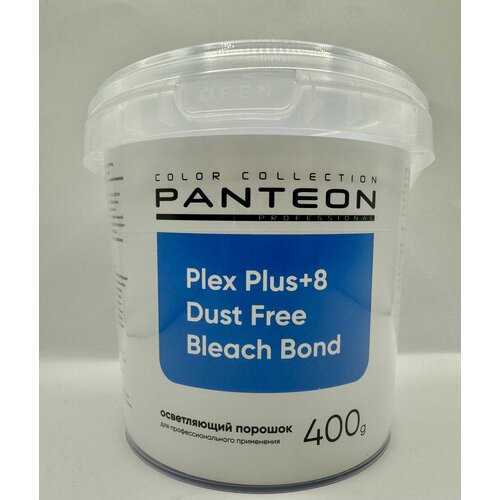 OPEN
COLOR COLLECTION
PANTEON
PROFESSIONAL
Plex Plus+8
Dust Free
Bleach Bond
осветляющий порошок
для профессионального применения
400g